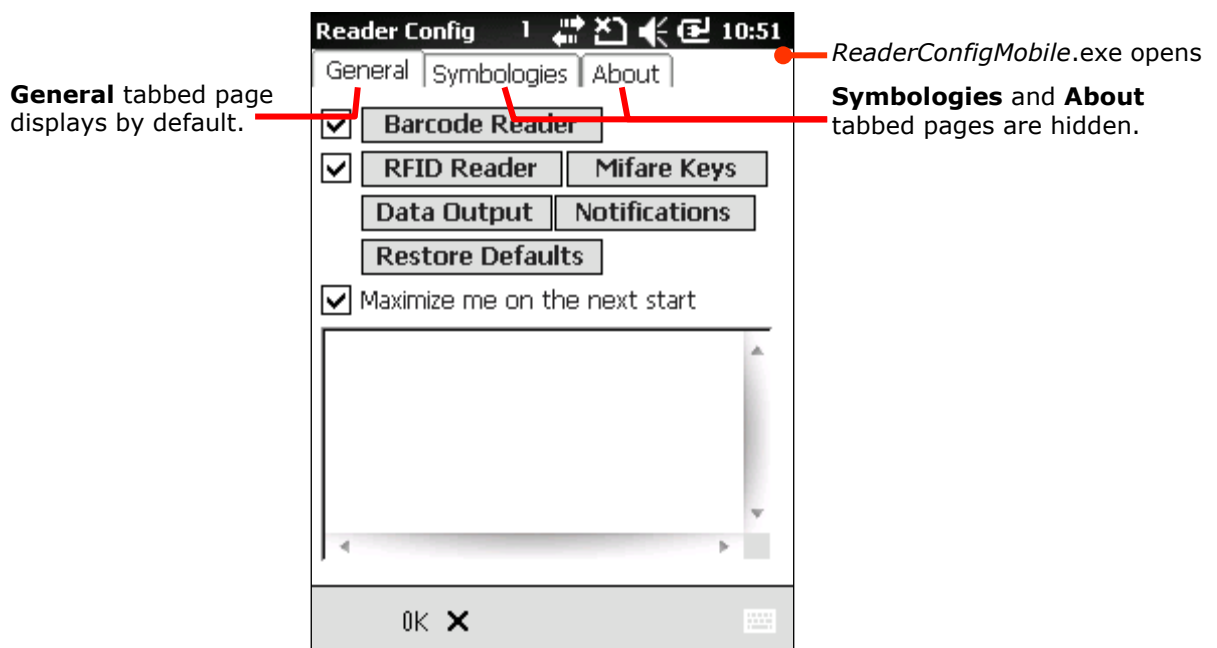 Reader Config 1 10:51
ReaderConfigMobile.exe opens
General Symbologies About
General tabbed page
displays by default.
Symbologies and About
tabbed pages are hidden.
Barcode Reader
RFID Reader Mifare Keys
Data Output Notifications
Restore Defaults
Maximize me on the next start
OK